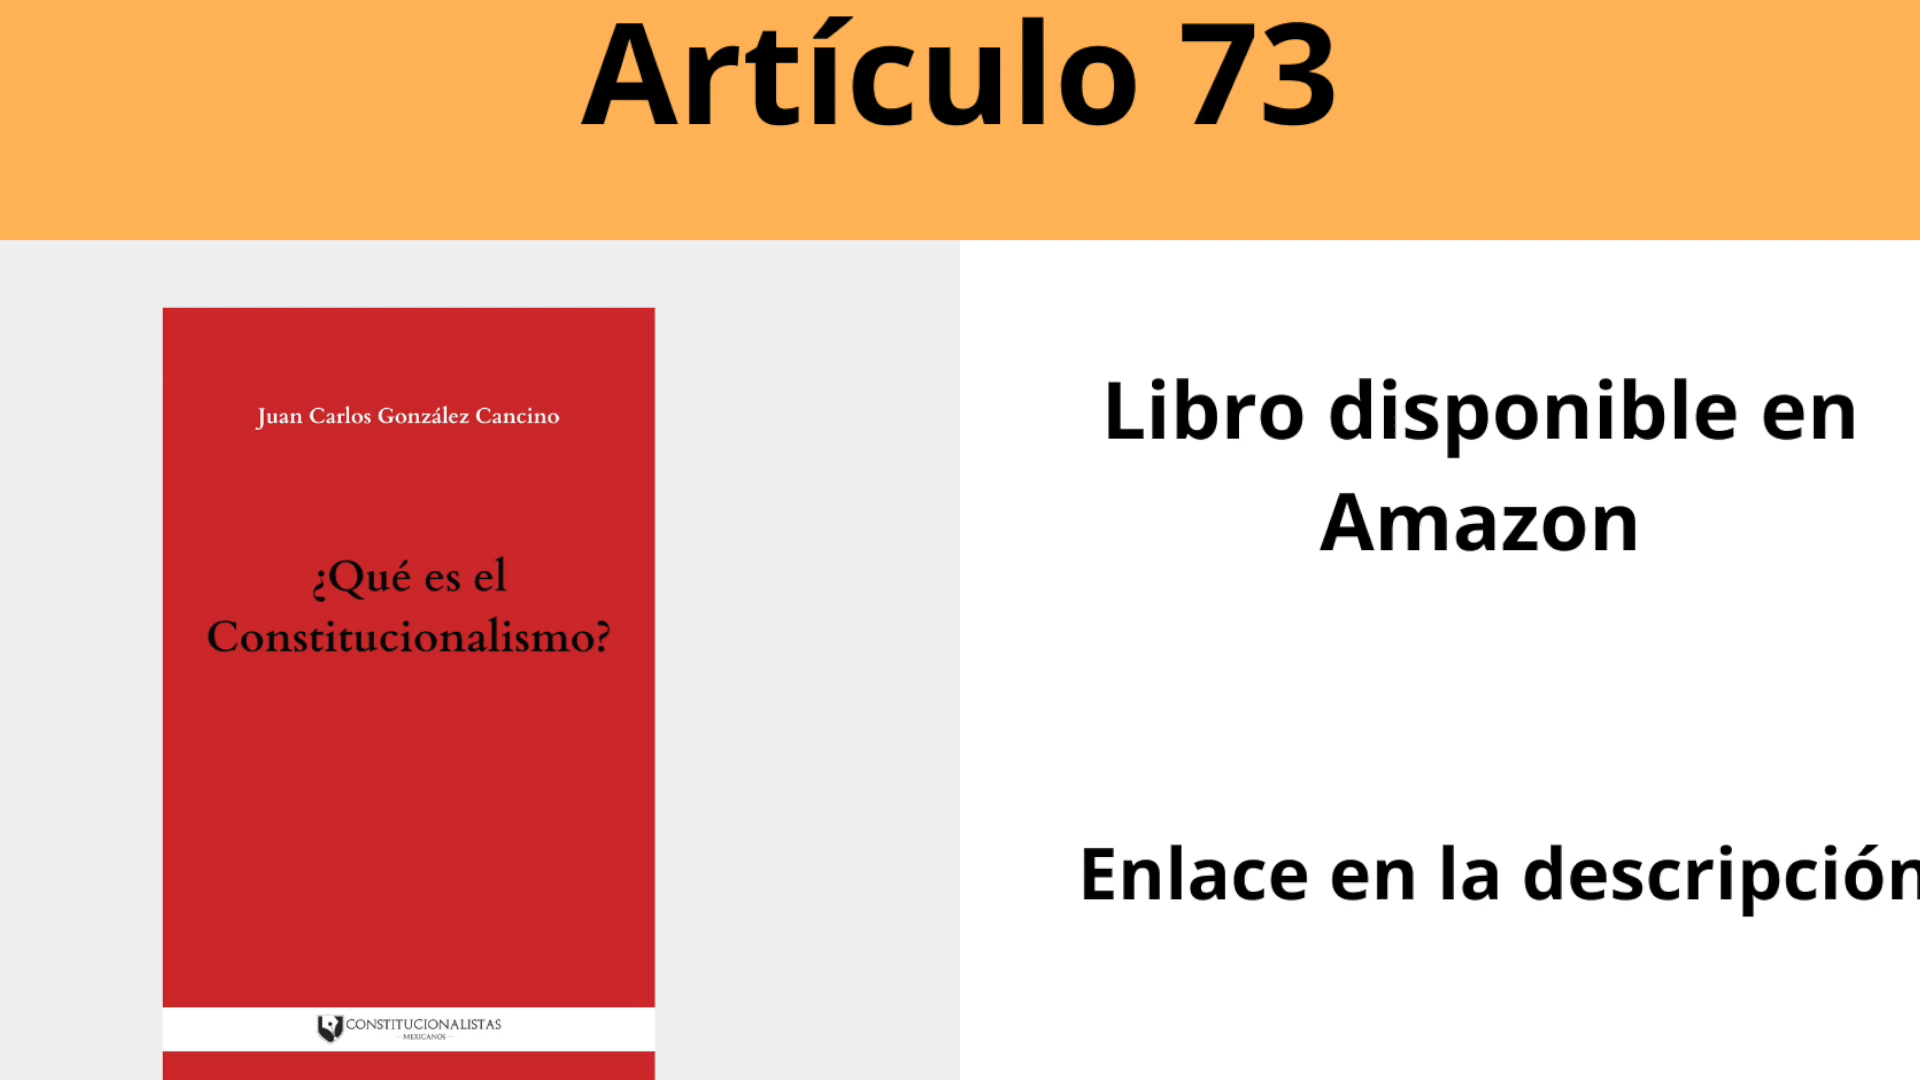 Artículo 73
Juan Carlos González Cancino
¿Qué es el
Constitucionalismo?
CONSTITUCIONALISTAS
MEXICANOS
Libro disponible en
Amazon
Enlace en la descripción